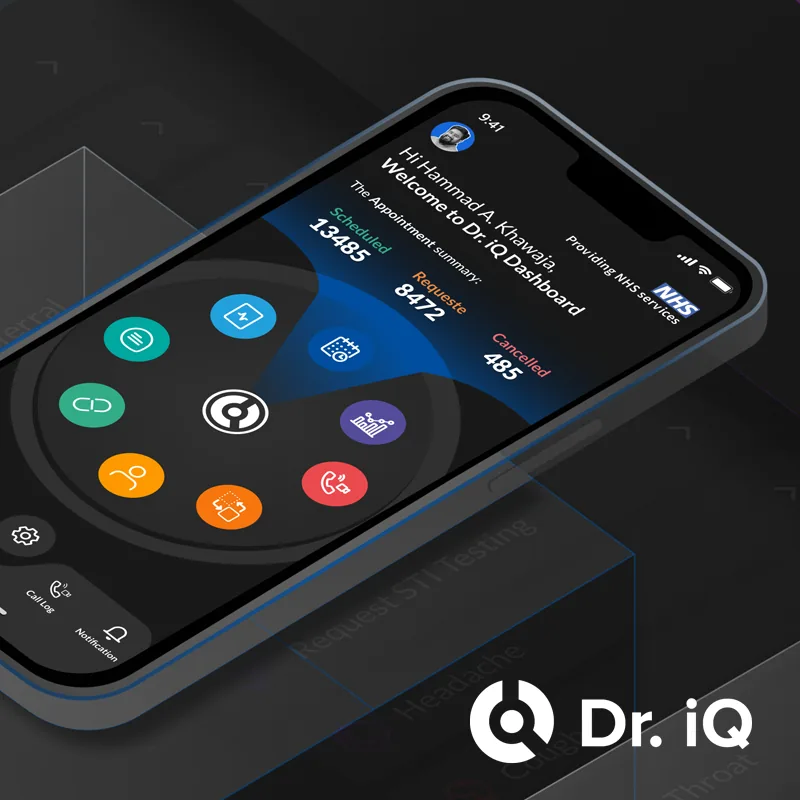 9:41
Hi Hammad A. Khawaja,
Welcome to Dr. iQ Dashboard
Providing NHS services
NHS
The Appointment summary:
Scheduled
13485
Requeste
8472
Cancelled
485
Call Log
Notification
Request STI Testing
Headache
Throat
Dr. iQ